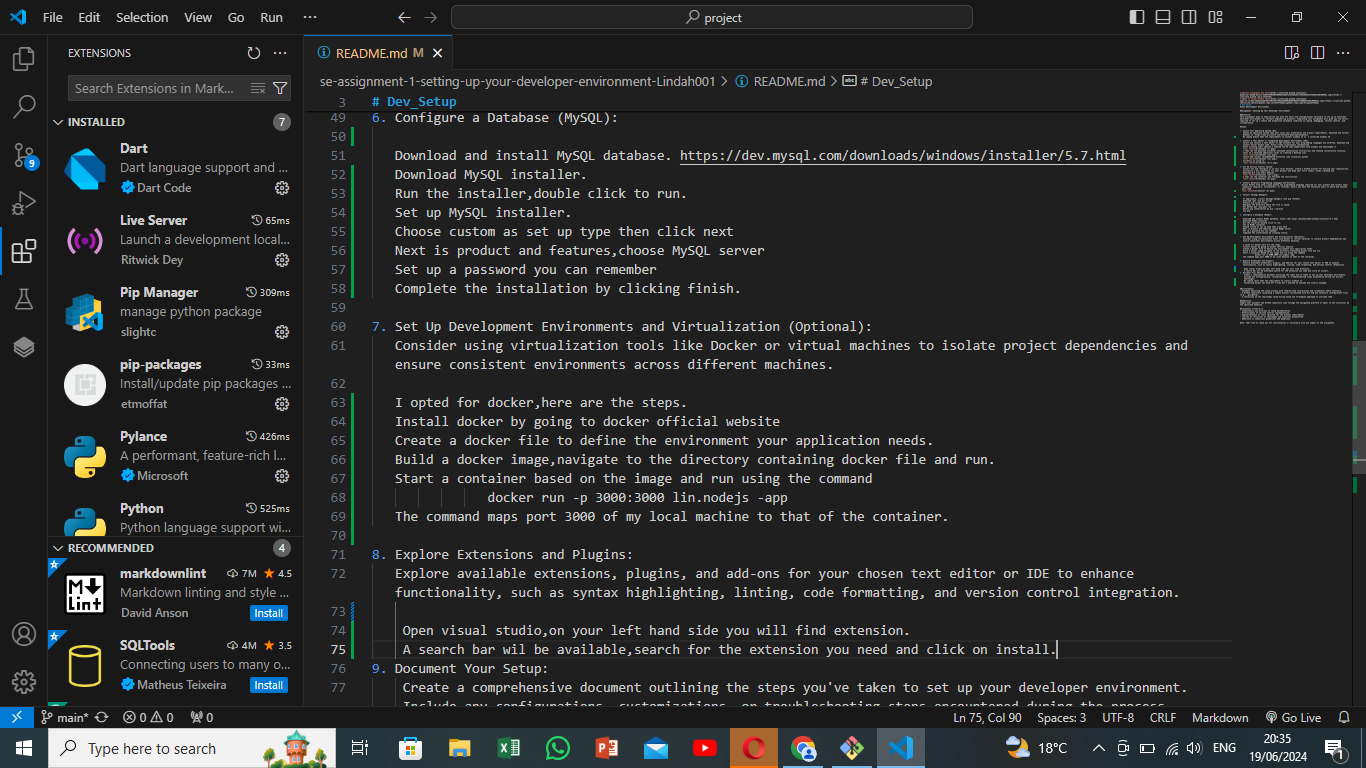 File Edit Selection View Go Run ···
project
EXTENSIONS
README.md M
Search Extensions in Mark...
se-assignment-1-setting-up-your-developer-environment-Lindah001 > README.md > # Dev_Setup
INSTALLED 7
Dart
Dart language support and ...
Dart Code
Live Server 65ms
Launch a development local...
Ritwick Dey
Pip Manager 309ms
manage python package
slightc
pip-packages 33ms
Install/update pip packages ...
etmoffat
Pylance 426ms
A performant, feature-rich l...
Microsoft
Python 525ms
Python language support wi...
RECOMMENDED 4
markdownlint 7M 4.5
Markdown linting and style ...
David Anson Install
SQLTools 4M 3.5
Connecting users to many o...
Matheus Teixeira Install
9
3 # Dev_Setup
49 6. Configure a Database (MySQL):
50
51 Download and install MySQL database. https://dev.mysql.com/downloads/windows/installer/5.7.html
52 Download MySQL installer.
53 Run the installer,double click to run.
54 Set up MySQL installer.
55 Choose custom as set up type then click next
56 Next is product and features,choose MySQL server
57 Set up a password you can remember
58 Complete the installation by clicking finish.
59
60 7. Set Up Development Environments and Virtualization (Optional):
61 Consider using virtualization tools like Docker or virtual machines to isolate project dependencies and
ensure consistent environments across different machines.
62
63 I opted for docker,here are the steps.
64 Install docker by going to docker official website
65 Create a docker file to define the environment your application needs.
66 Build a docker image,navigate to the directory containing docker file and run.
67 Start a container based on the image and run using the command
68 docker run -p 3000:3000 lin.nodejs -app
69 The command maps port 3000 of my local machine to that of the container.
70
71 8. Explore Extensions and Plugins:
72 Explore available extensions, plugins, and add-ons for your chosen text editor or IDE to enhance
functionality, such as syntax highlighting, linting, code formatting, and version control integration.
73
74 Open visual studio,on your left hand side you will find extension.
75 A search bar wil be available,search for the extension you need and click on install.
76 9. Document Your Setup:
77 Create a comprehensive document outlining the steps you've taken to set up your developer environment.
Include any configurations, customizations, or troubleshooting steps encountered during the process
main* 0 0 0
Ln 75, Col 90 Spaces: 3 UTF-8 CRLF Markdown Go Live
Type here to search
18°C
ENG
20:35
19/06/2024
1